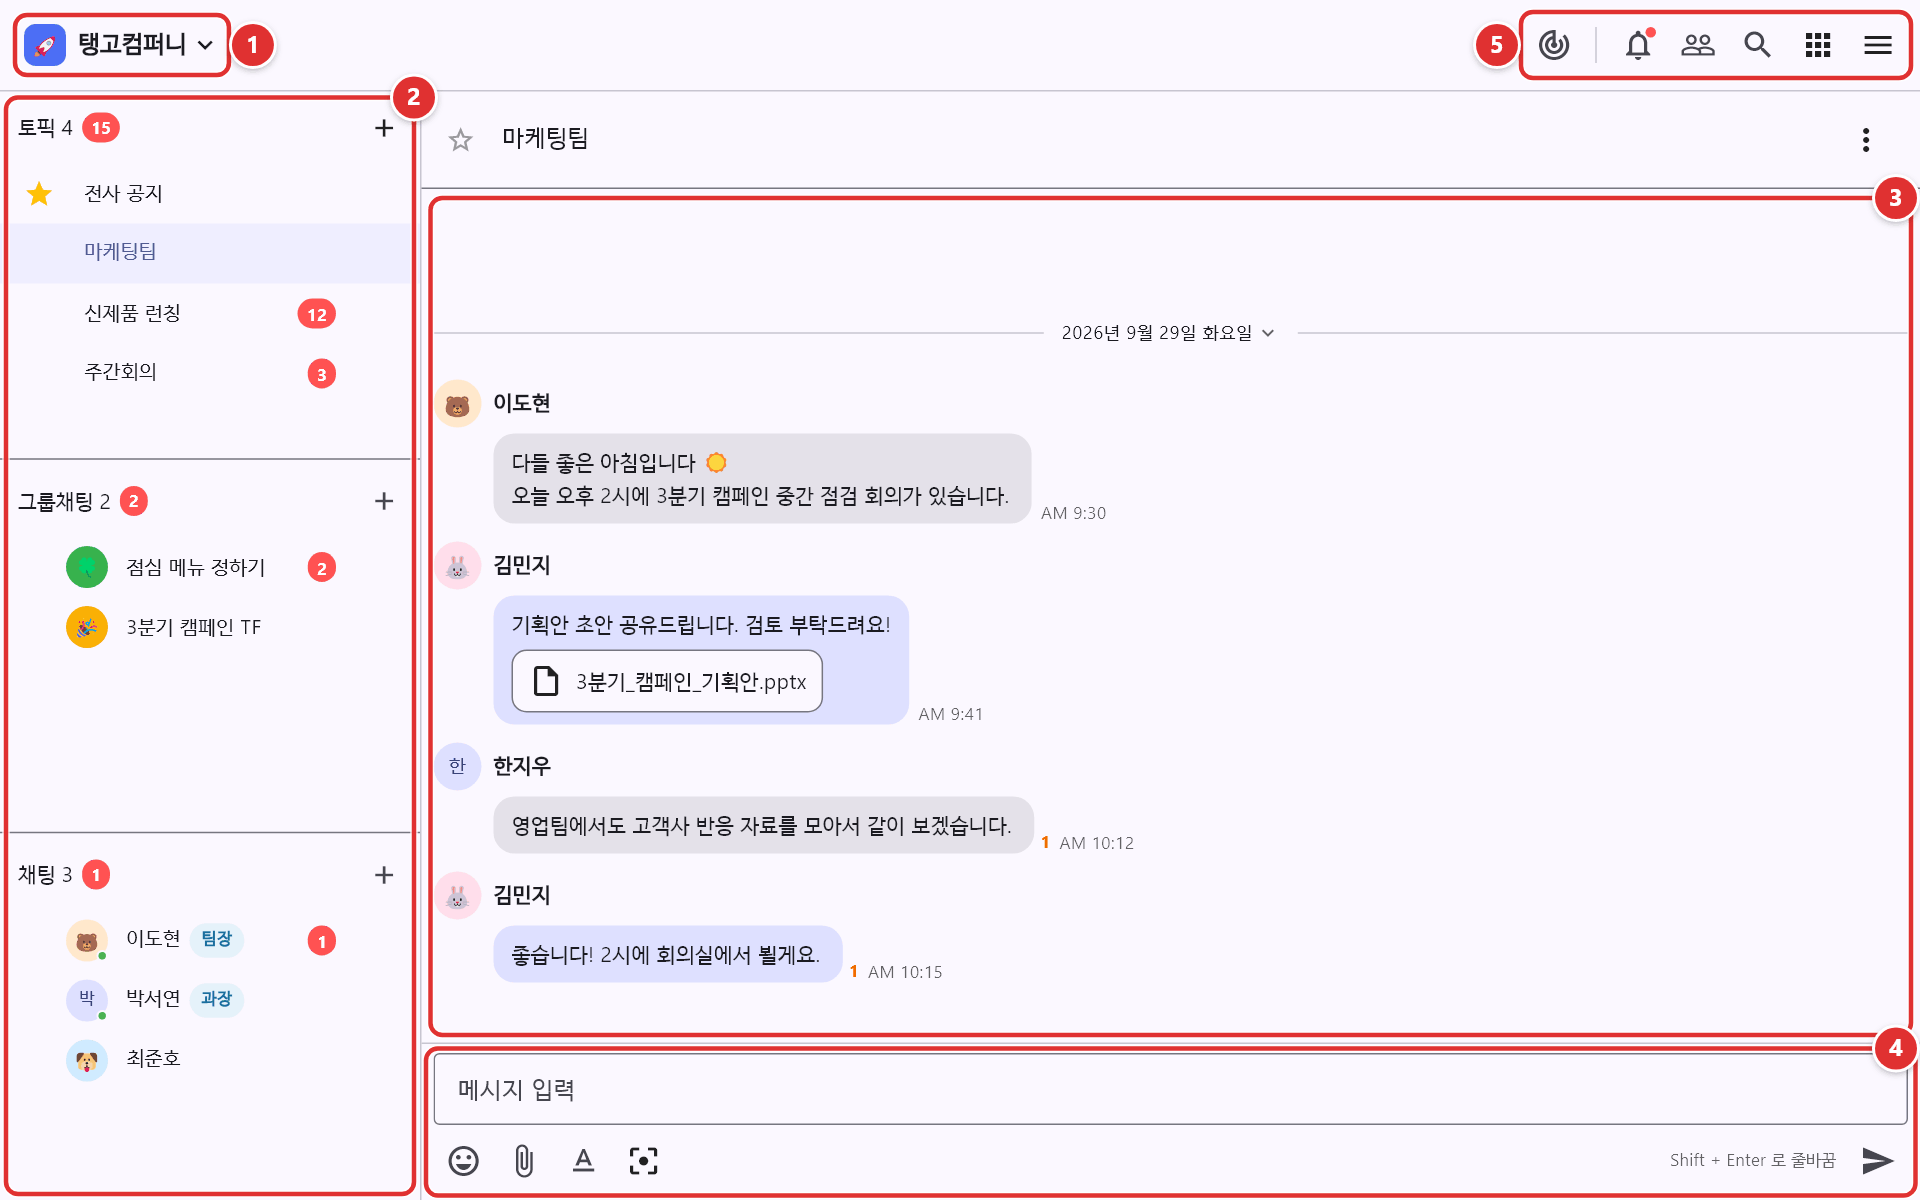 탱고컴퍼니
1
5
2
토픽 4 15
전사 공지
마케팅팀
신제품 런칭 12
주간회의 3
그룹채팅 2 2
점심 메뉴 정하기 2
3분기 캠페인 TF
채팅 3 1
이도현 팀장 1
박 박서연 과장
최준호
마케팅팀
3
2026년 9월 29일 화요일
이도현
다들 좋은 아침입니다
오늘 오후 2시에 3분기 캠페인 중간 점검 회의가 있습니다.
AM 9:30
김민지
기획안 초안 공유드립니다. 검토 부탁드려요!
3분기_캠페인_기획안.pptx
AM 9:41
한 한지우
영업팀에서도 고객사 반응 자료를 모아서 같이 보겠습니다.
1 AM 10:12
김민지
좋습니다! 2시에 회의실에서 뵐게요.
1 AM 10:15
4
메시지 입력
A
Shift + Enter 로 줄바꿈